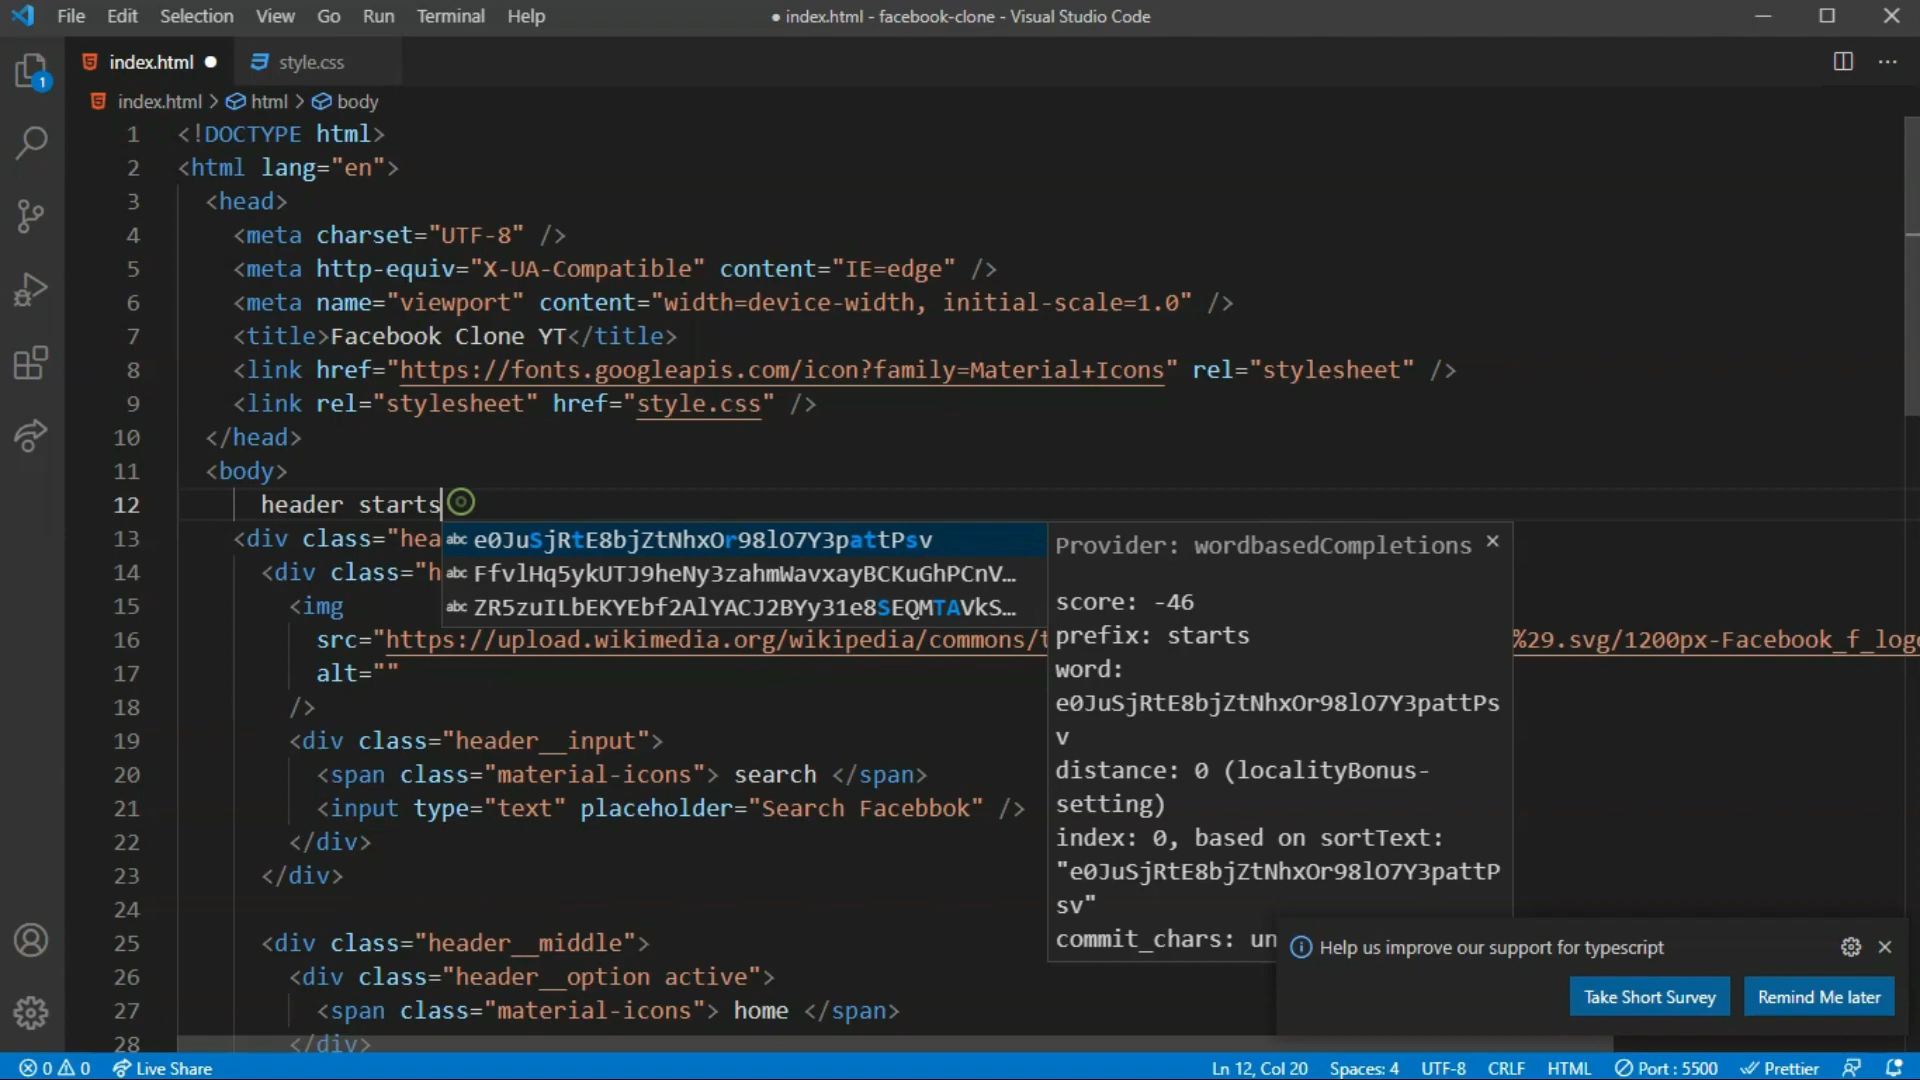 File Edit Selection View Go Run Terminal Help
● index.html - facebook-clone - Visual Studio Code
index.html ●
style.css
1
index.html > html > body
1 <!DOCTYPE html>
2 <html lang="en">
3 <head>
4 <meta charset="UTF-8" />
5 <meta http-equiv="X-UA-Compatible" content="IE=edge" />
6 <meta name="viewport" content="width=device-width, initial-scale=1.0" />
7 <title>Facebook Clone YT</title>
8 <link href="https://fonts.googleapis.com/icon?family=Material+Icons" rel="stylesheet" />
9 <link rel="stylesheet" href="style.css" />
10 </head>
11 <body>
12 header starts
13 <div class="hea
14 <div class="h
15 <img
16 src="https://upload.wikimedia.org/wikipedia/commons/t %29.svg/1200px-Facebook_f_logo
17 alt=""
18 />
19 <div class="header__input">
20 <span class="material-icons"> search </span>
21 <input type="text" placeholder="Search Facebbok" />
22 </div>
23 </div>
24
25 <div class="header__middle">
26 <div class="header__option active">
27 <span class="material-icons"> home </span>
28 </div>
abc e0JuSjRtE8bjZtNhxOr98lO7Y3pattPsv
abc FfvlHq5ykUTJ9heNy3zahmWavxayBCKuGhPCnV…
abc ZR5zuILbEKYEbf2AlYACJ2BYy31e8SEQMTAVkS…
Provider: wordbasedCompletions
score: -46
prefix: starts
word:
e0JuSjRtE8bjZtNhxOr98lO7Y3pattPs
v
distance: 0 (localityBonus-
setting)
index: 0, based on sortText:
"e0JuSjRtE8bjZtNhxOr98lO7Y3pattP
sv"
commit_chars: un
Help us improve our support for typescript
Take Short Survey
Remind Me later
0 0 Live Share
Ln 12, Col 20 Spaces: 4 UTF-8 CRLF HTML Port : 5500 Prettier